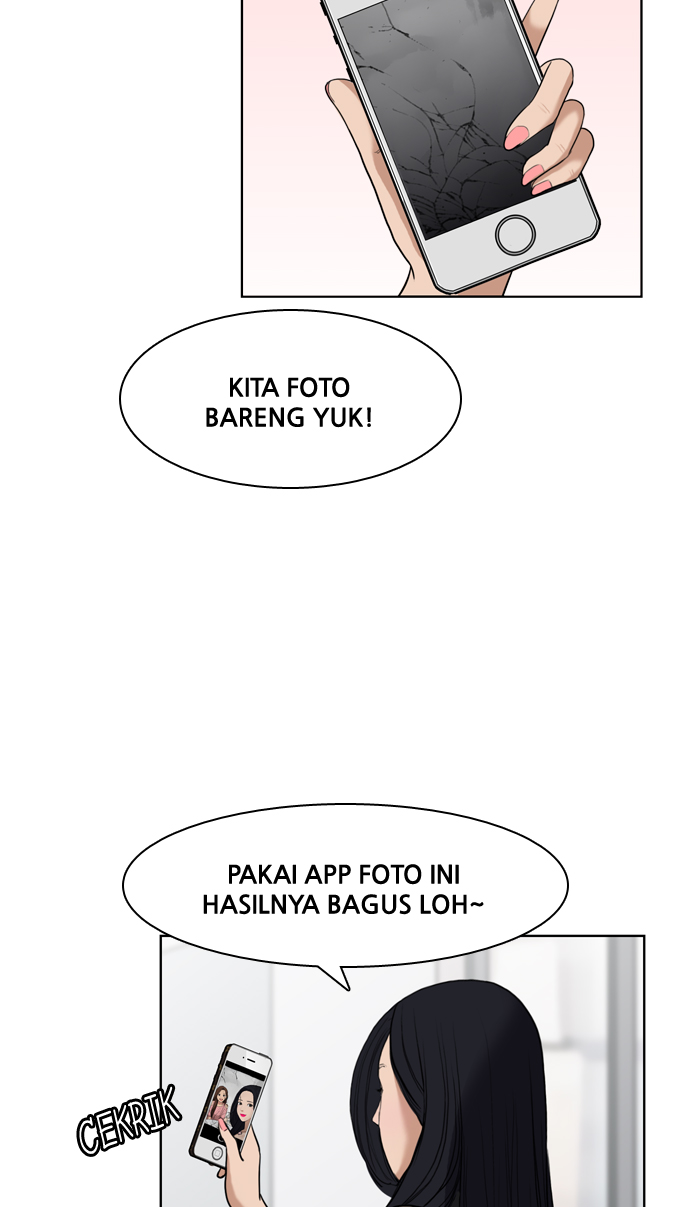 KITA FOTO
BARENG YUK!
PAKAI APP FOTO INI
HASILNYA BAGUS LOH~
CEKRIK